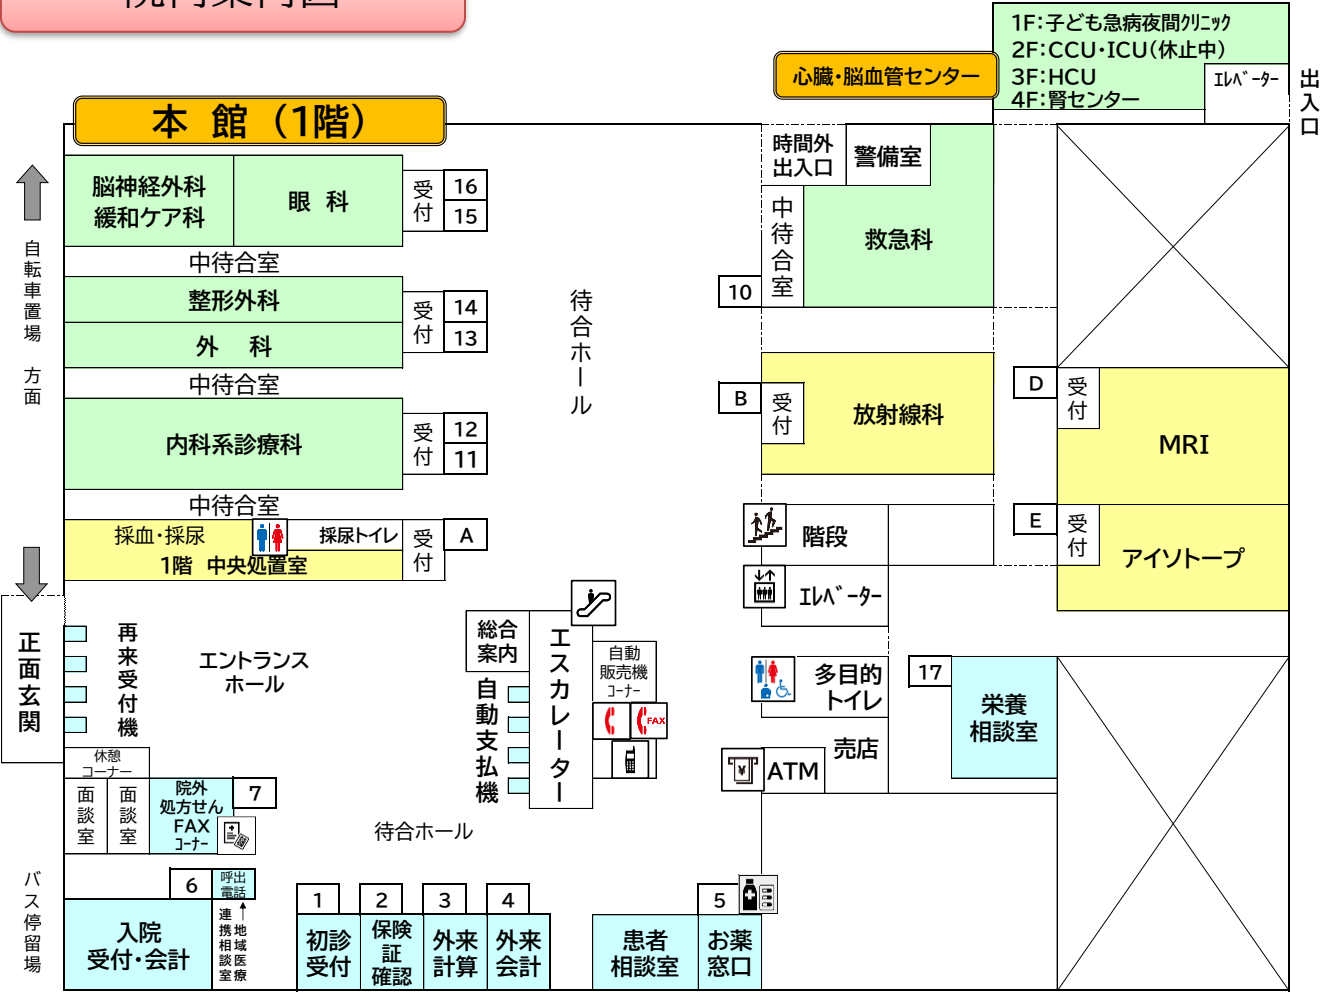 院内案内図
1F:子ども急病夜間クリニック
2F:CCU・ICU(休止中)
3F:HCU
4F:腎センター
エレベーター
出入口
心臓・脳血管センター
本 館 (1階)
時間外
出入口
警備室
中待合室
救急科
10
脳神経外科
緩和ケア科
眼 科
受付
16
15
中待合室
整形外科
外 科
受付
14
13
中待合室
内科系診療科
受付
12
11
中待合室
採血・採尿
採尿トイレ
1階 中央処置室
受付
A
自転車置場 方面
待合ホール
B
受付
放射線科
D
受付
MRI
E
受付
アイソトープ
階段
エレベーター
多目的
トイレ
売店
ATM
17
栄養
相談室
正面玄関
再来受付機
エントランス
ホール
総合
案内
エスカレーター
自動
販売機
コーナー
自動支払機
FAX
休憩
コーナー
面談室
面談室
院外
処方せん
FAX
コーナー
7
待合ホール
バス停留場
6
呼出
電話
入院
受付・会計
地域医療
連携相談室
1
初診
受付
2
保険
証
確認
3
外来
計算
4
外来
会計
患者
相談室
5
お薬
窓口